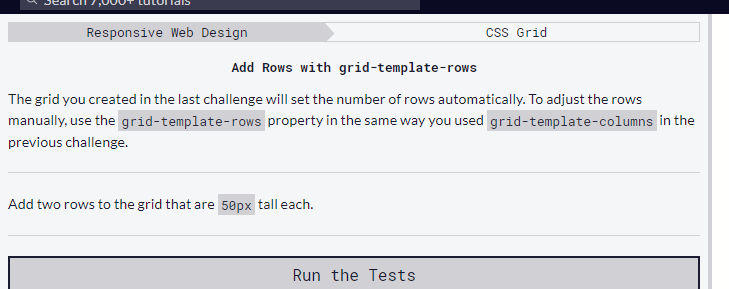 Search 7,000+ tutorials
Responsive Web Design
CSS Grid
Add Rows with grid-template-rows
The grid you created in the last challenge will set the number of rows automatically. To adjust the rows
manually, use the grid-template-rows property in the same way you used grid-template-columns in the
previous challenge.
Add two rows to the grid that are 50px tall each.
Run the Tests